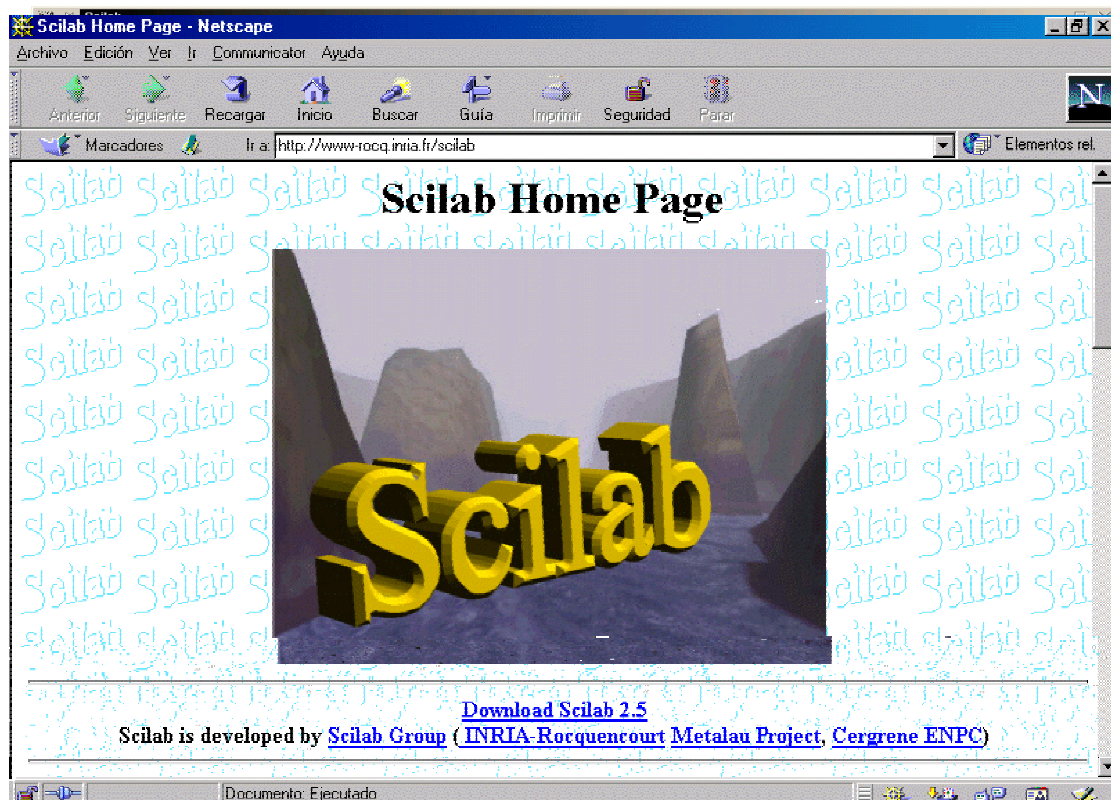 Scilab Home Page - Netscape
Archivo Edición Ver Ir Communicator Ayuda
Anterior Siguiente Recargar Inicio Buscar Guía Imprimir Seguridad Parar
N
Marcadores Ir a: http://www-rocq.inria.fr/scilab Elementos rel.
Scilab Home Page
Scilab
Download Scilab 2.5
Scilab is developed by Scilab Group ( INRIA-Rocquencourt Metalau Project, Cergrene ENPC)
Documento: Ejecutado